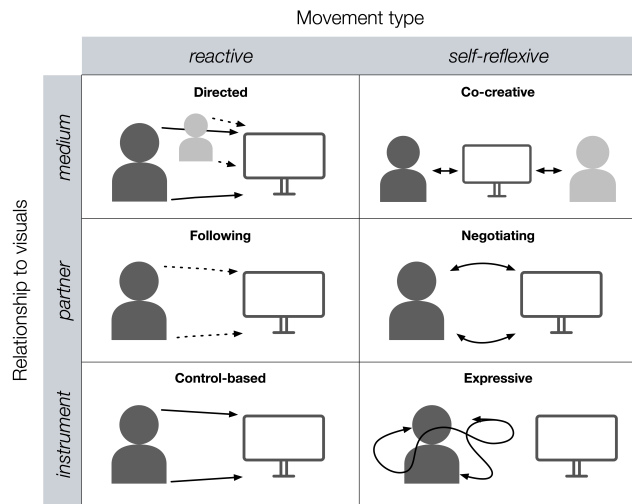 Movement type
reactive
self-reflexive
Relationship to visuals
medium
Directed
Co-creative
partner
Following
Negotiating
instrument
Control-based
Expressive